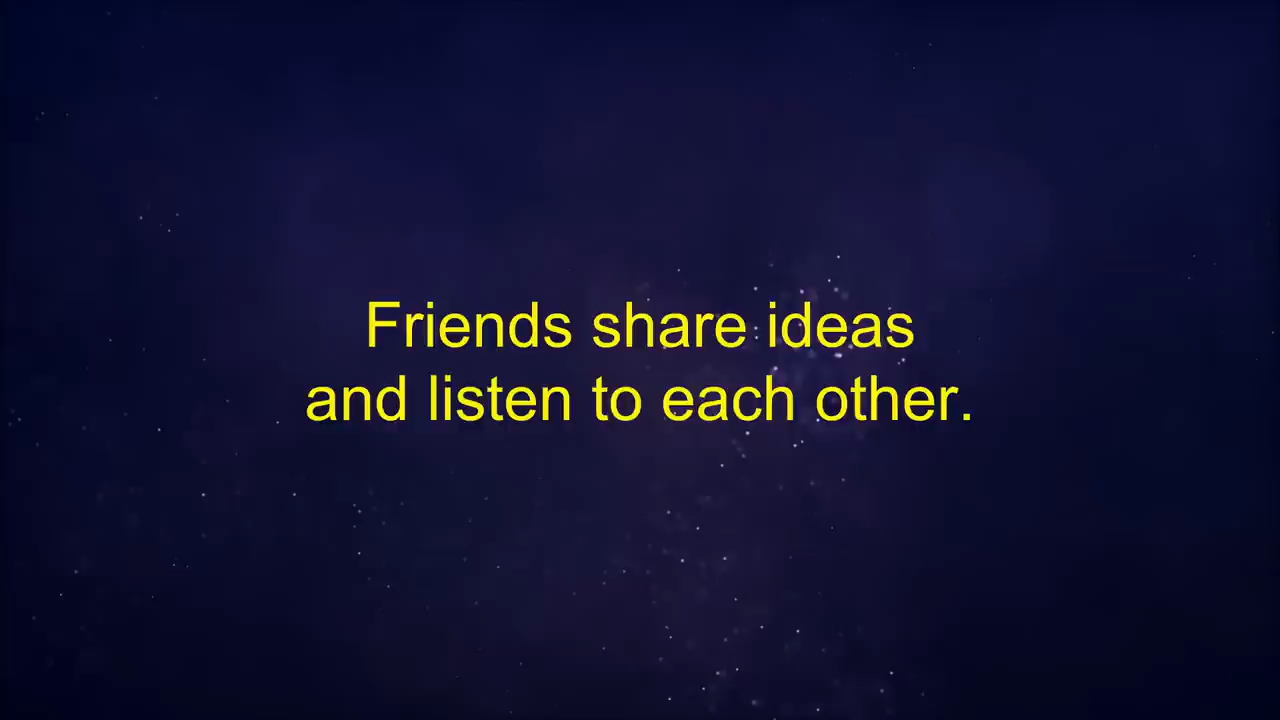 Friends share ideas
and listen to each other.